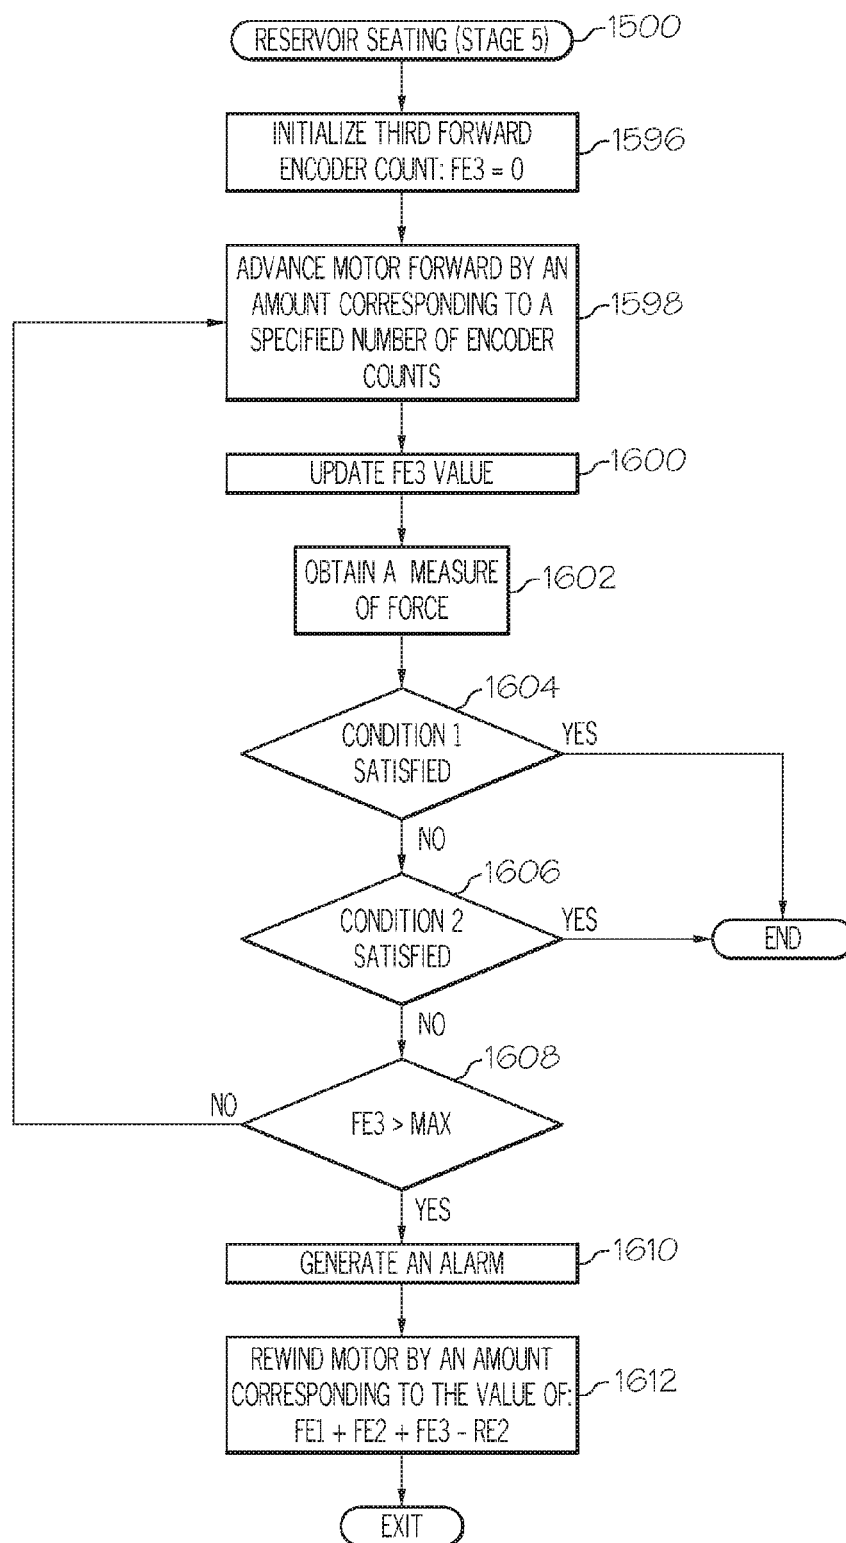 RESERVOIR SEATING (STAGE 5)
1500
INITIALIZE THIRD FORWARD
ENCODER COUNT: FE3 = 0
1596
ADVANCE MOTOR FORWARD BY AN
AMOUNT CORRESPONDING TO A
SPECIFIED NUMBER OF ENCODER
COUNTS
1598
UPDATE FE3 VALUE
1600
OBTAIN A MEASURE
OF FORCE
1602
1604
CONDITION 1
SATISFIED
YES
NO
1606
CONDITION 2
SATISFIED
YES
END
NO
1608
NO
FE3 > MAX
YES
GENERATE AN ALARM
1610
REWIND MOTOR BY AN AMOUNT
CORRESPONDING TO THE VALUE OF:
FE1 + FE2 + FE3 - RE2
1612
EXIT